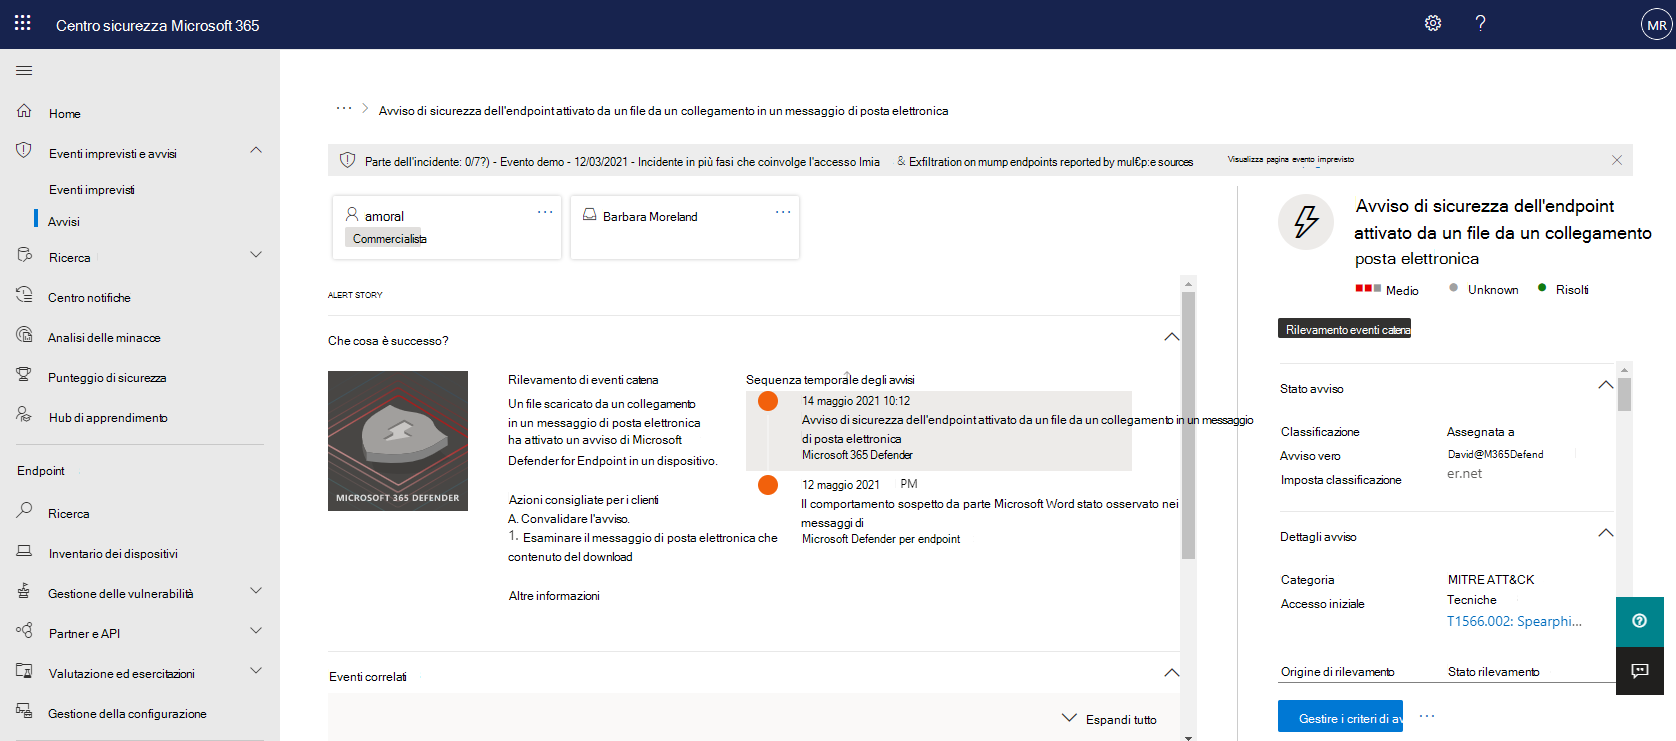 Centro sicurezza Microsoft 365
?
MR
Home
Eventi imprevisti e avvisi
Eventi imprevisti
Avvisi
Ricerca
Centro notifiche
Analisi delle minacce
Punteggio di sicurezza
Hub di apprendimento
Endpoint
Ricerca
Inventario dei dispositivi
Gestione delle vulnerabilità
Partner e API
Valutazione ed esercitazioni
Gestione della configurazione
Avviso di sicurezza dell'endpoint attivato da un file da un collegamento in un messaggio di posta elettronica
Parte dell'incidente: 0/7?) - Evento demo - 12/03/2021 - Incidente in più fasi che coinvolge l'accesso Imia & Exfiltration on mump endpoints reported by mul€p:e sources
Visualizza pagina evento imprevisto
amoral
Commercialista
Barbara Moreland
ALERT STORY
Che cosa è successo?
MICROSOFT 365 DEFENDER
Rilevamento di eventi catena
Un file scaricato da un collegamento
in un messaggio di posta elettronica
ha attivato un avviso di Microsoft
Defender for Endpoint in un dispositivo.
Azioni consigliate per i clienti
A. Convalidare l'avviso.
1. Esaminare il messaggio di posta elettronica che
contenuto del download
Altre informazioni
Sequenza temporale degli avvisi
14 maggio 2021 10:12
Avviso di sicurezza dell'endpoint attivato da un file da un collegamento in un messaggio
di posta elettronica
Microsoft 365 Defender
12 maggio 2021 PM
Il comportamento sospetto da parte Microsoft Word stato osservato nei
messaggi di
Microsoft Defender per endpoint
Eventi correlati
Espandi tutto
Avviso di sicurezza dell'endpoint
attivato da un file da un collegamento
posta elettronica
Medio
Unknown
Risolti
Rilevamento eventi catena
Stato avviso
Classificazione
Avviso vero
Imposta classificazione
Assegnata a
David@M365Defend
er.net
Dettagli avviso
Categoria
Accesso iniziale
MITRE ATT&CK
Tecniche
T1566.002: Spearphi...
Origine di rilevamento
Stato rilevamento
Gestire i criteri di av